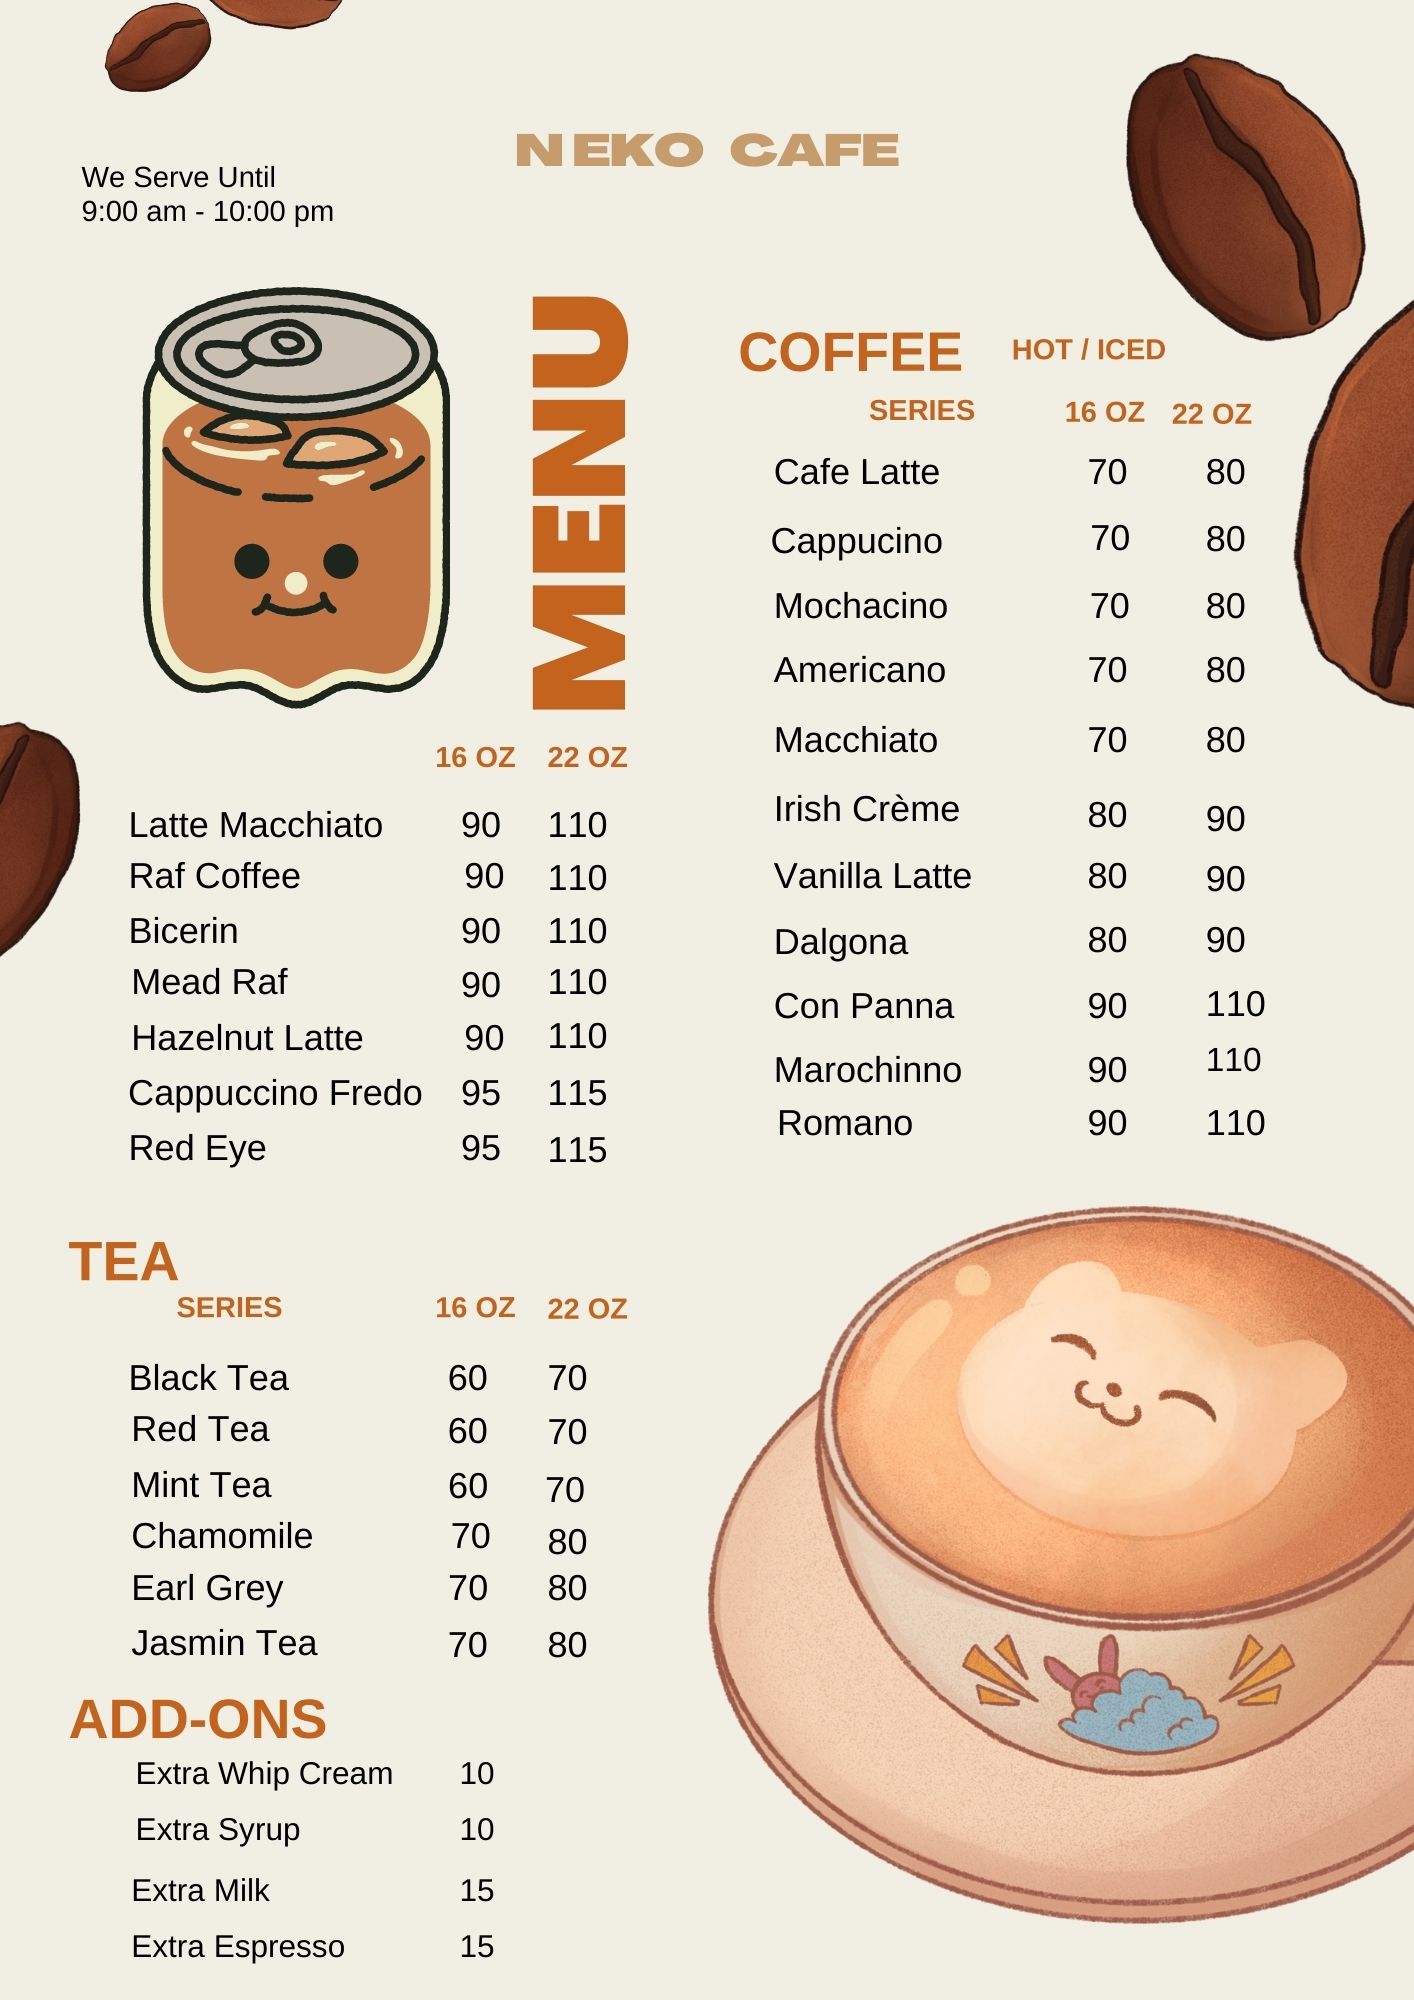 NEKO CAFE
We Serve Until
9:00 am - 10:00 pm
MENU
16 OZ 22 OZ
Latte Macchiato 90 110
Raf Coffee 90 110
Bicerin 90 110
Mead Raf 90 110
Hazelnut Latte 90 110
Cappuccino Fredo 95 115
Red Eye 95 115
COFFEE HOT / ICED
SERIES 16 OZ 22 OZ
Cafe Latte 70 80
Cappucino 70 80
Mochacino 70 80
Americano 70 80
Macchiato 70 80
Irish Crème 80 90
Vanilla Latte 80 90
Dalgona 80 90
Con Panna 90 110
Marochinno 90 110
Romano 90 110
TEA
SERIES 16 OZ 22 OZ
Black Tea 60 70
Red Tea 60 70
Mint Tea 60 70
Chamomile 70 80
Earl Grey 70 80
Jasmin Tea 70 80
ADD-ONS
Extra Whip Cream 10
Extra Syrup 10
Extra Milk 15
Extra Espresso 15